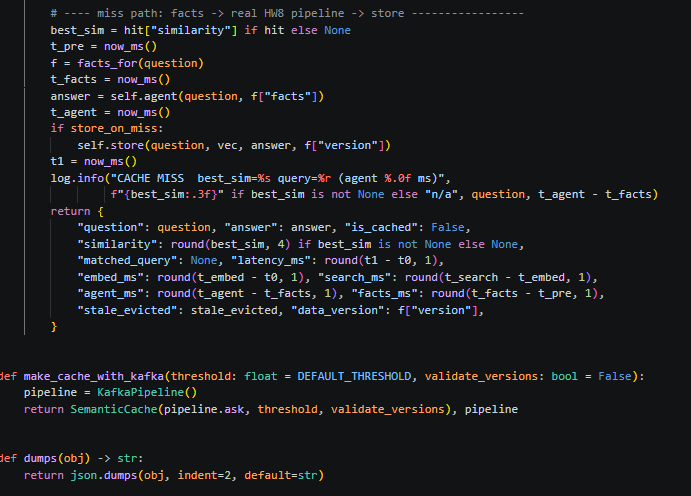 # ---- miss path: facts -> real HW8 pipeline -> store -----------------
best_sim = hit["similarity"] if hit else None
t_pre = now_ms()
f = facts_for(question)
t_facts = now_ms()
answer = self.agent(question, f["facts"])
t_agent = now_ms()
if store_on_miss:
self.store(question, vec, answer, f["version"])
t1 = now_ms()
log.info("CACHE MISS  best_sim=%s query=%r (agent %.0f ms)",
f"{best_sim:.3f}" if best_sim is not None else "n/a", question, t_agent - t_facts)
return {
"question": question, "answer": answer, "is_cached": False,
"similarity": round(best_sim, 4) if best_sim is not None else None,
"matched_query": None, "latency_ms": round(t1 - t0, 1),
"embed_ms": round(t_embed - t0, 1), "search_ms": round(t_search - t_embed, 1),
"agent_ms": round(t_agent - t_facts, 1), "facts_ms": round(t_facts - t_pre, 1),
"stale_evicted": stale_evicted, "data_version": f["version"],
}
def make_cache_with_kafka(threshold: float = DEFAULT_THRESHOLD, validate_versions: bool = False):
pipeline = KafkaPipeline()
return SemanticCache(pipeline.ask, threshold, validate_versions), pipeline
def dumps(obj) -> str:
return json.dumps(obj, indent=2, default=str)